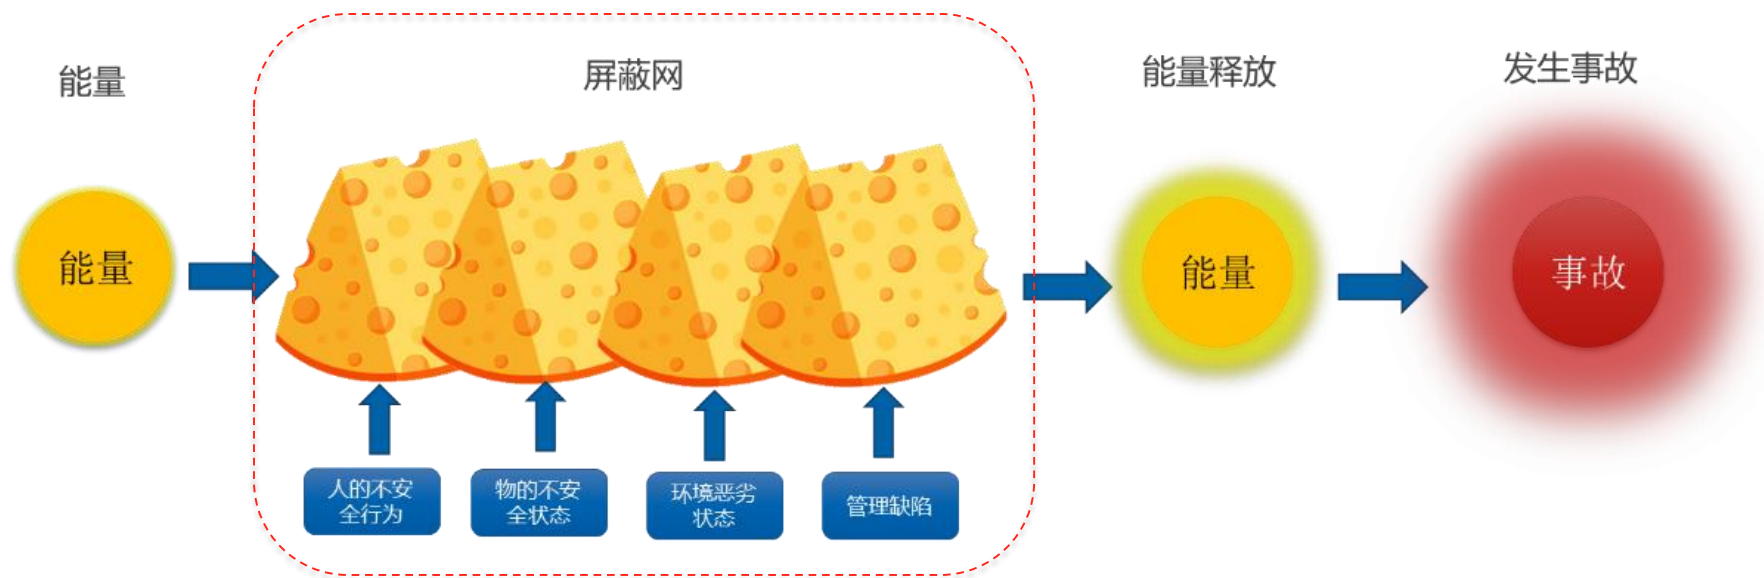 能量
屏蔽网
能量释放
发生事故
能量
能量
事故
人的不安
全行为
物的不安
全状态
环境恶劣
状态
管理缺陷